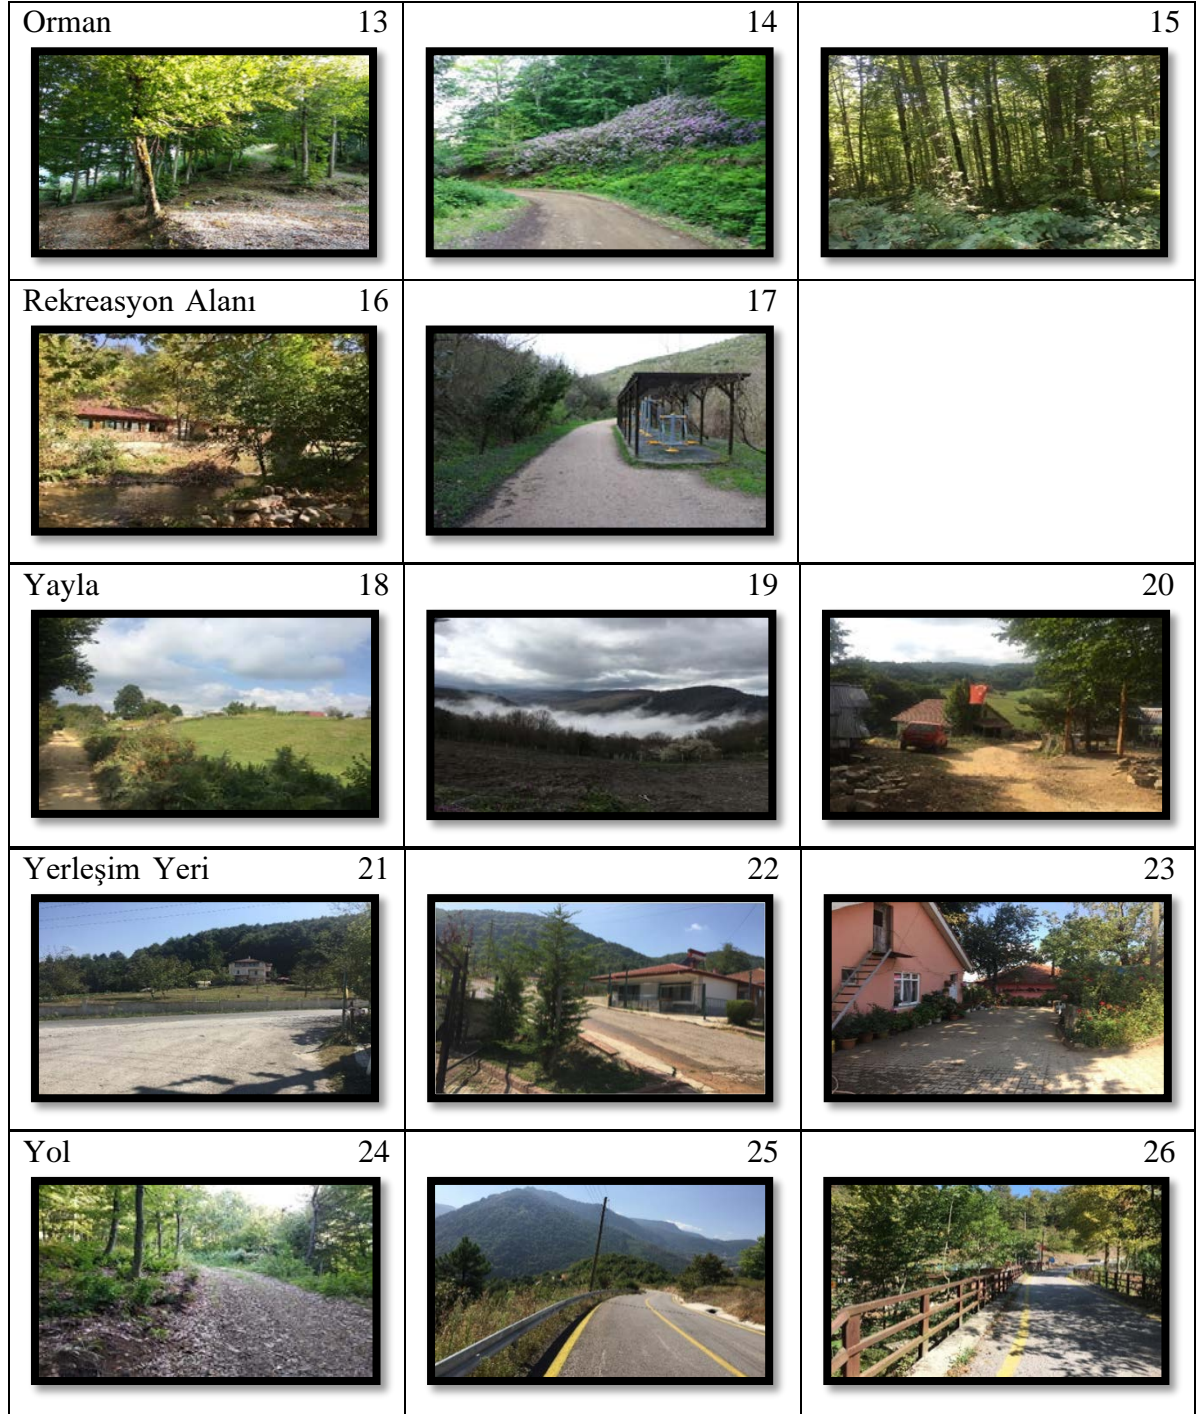 Orman 13 14 15
Rekreasyon Alanı 16 17
Yayla 18 19 20
Yerleşim Yeri 21 22 23
Yol 24 25 26